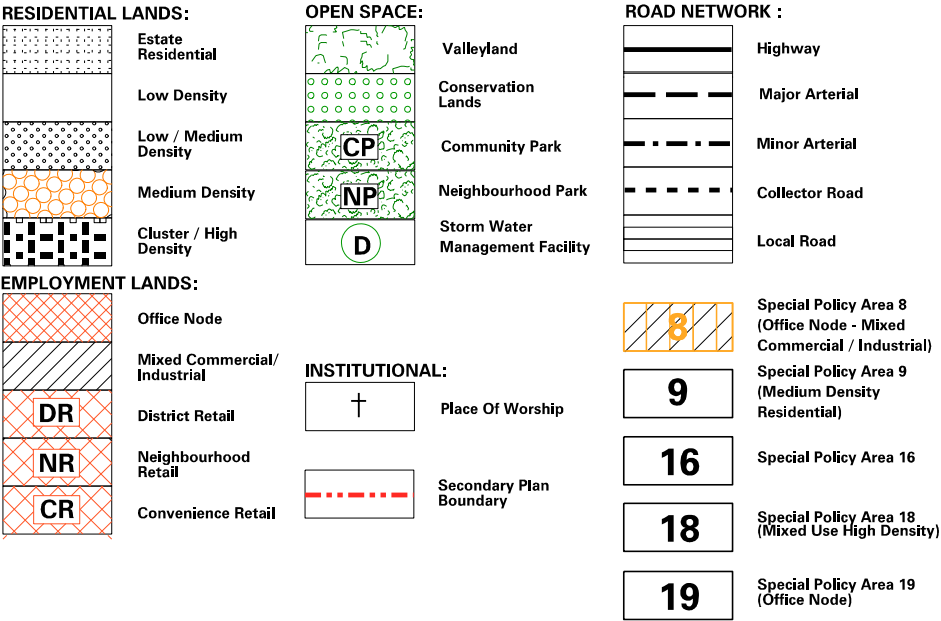 RESIDENTIAL LANDS:
Estate
Residential
Low Density
Low / Medium
Density
Medium Density
Cluster / High
Density
EMPLOYMENT LANDS:
Office Node
Mixed Commercial/
Industrial
DR
District Retail
NR
Neighbourhood
Retail
CR
Convenience Retail
OPEN SPACE:
Valleyland
Conservation
Lands
CP
Community Park
NP
Neighbourhood Park
D
Storm Water
Management Facility
INSTITUTIONAL:
Place Of Worship
Secondary Plan
Boundary
ROAD NETWORK :
Highway
Major Arterial
Minor Arterial
Collector Road
Local Road
8
Special Policy Area 8
(Office Node - Mixed
Commercial / Industrial)
9
Special Policy Area 9
(Medium Density
Residential)
16
Special Policy Area 16
18
Special Policy Area 18
(Mixed Use High Density)
19
Special Policy Area 19
(Office Node)